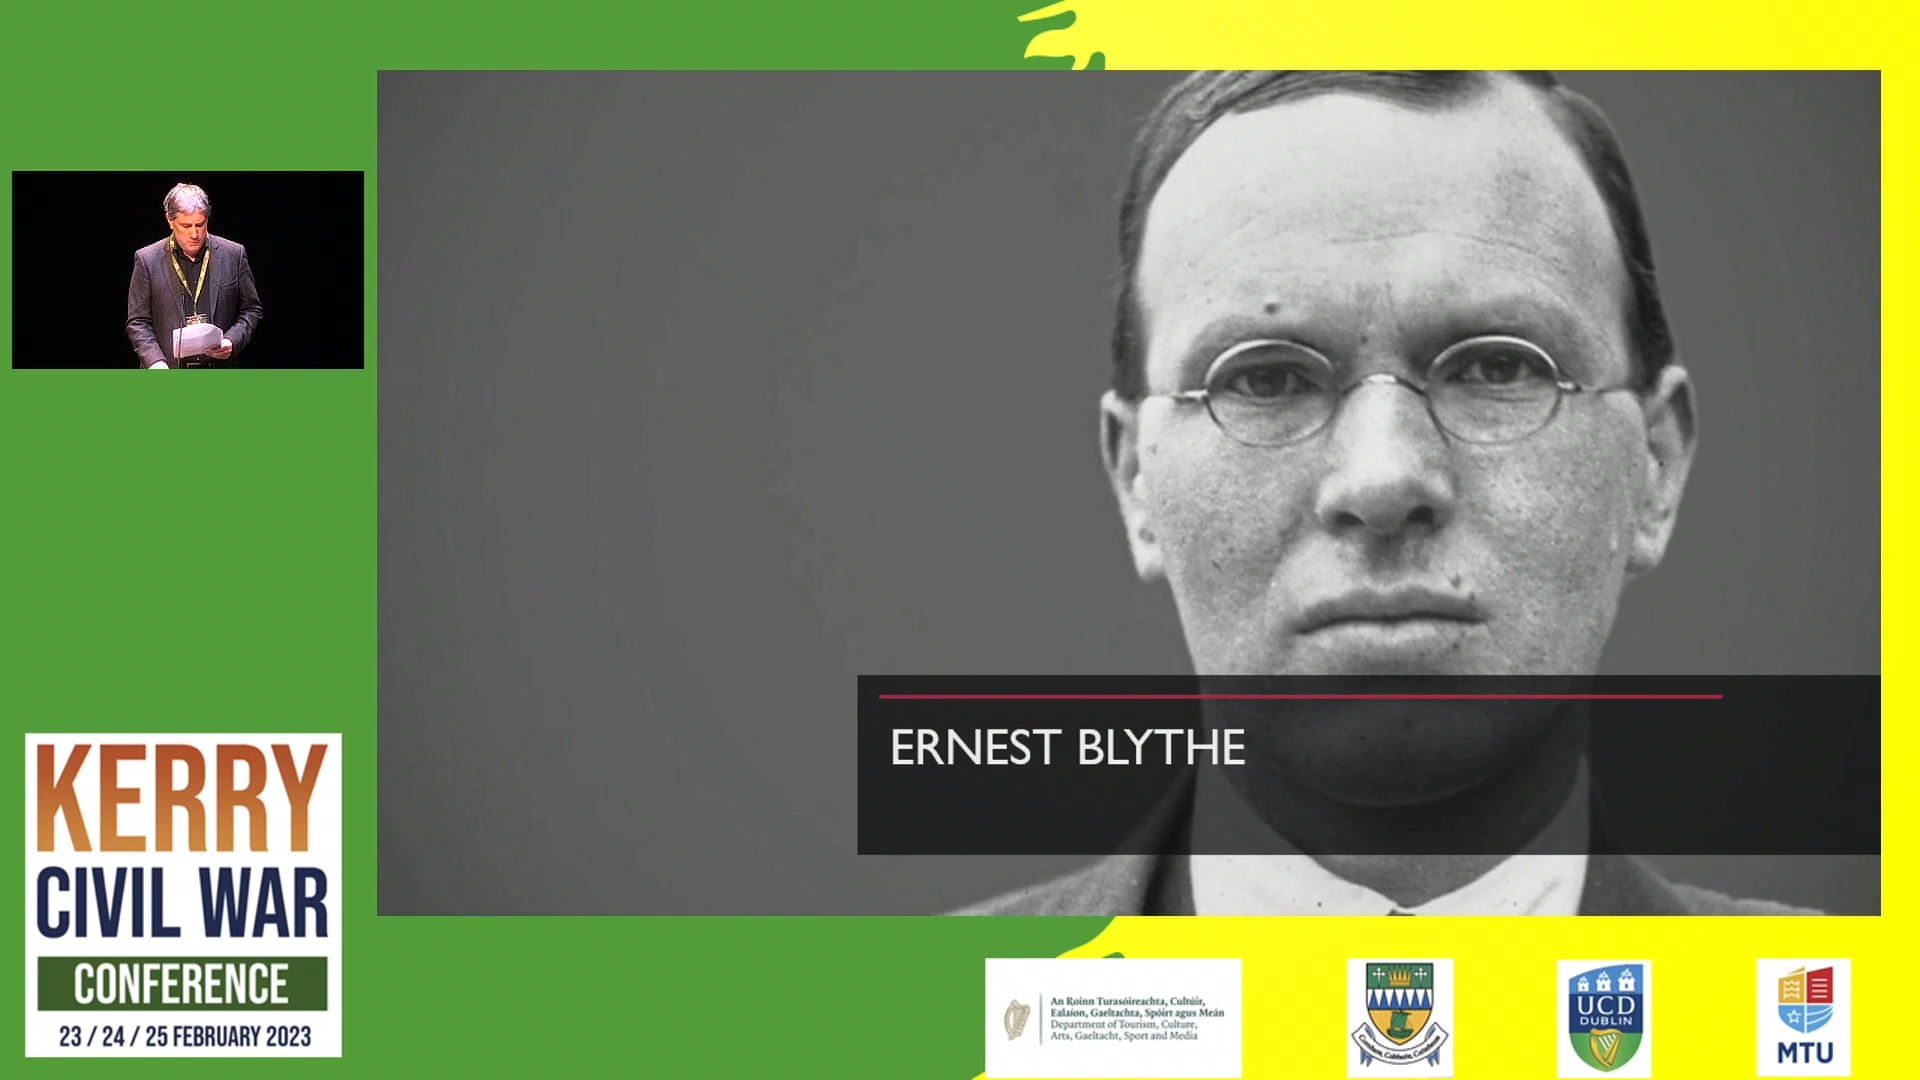 ERNEST BLYTHE
KERRY
CIVIL WAR
CONFERENCE
23 / 24 / 25 FEBRUARY 2023
An Roinn Turasóireachta, Cultúir,
Ealaíon, Gaeltachta, Spóirt agus Meán
Department of Tourism, Culture,
Arts, Gaeltacht, Sport and Media
UCD
DUBLIN
MTU